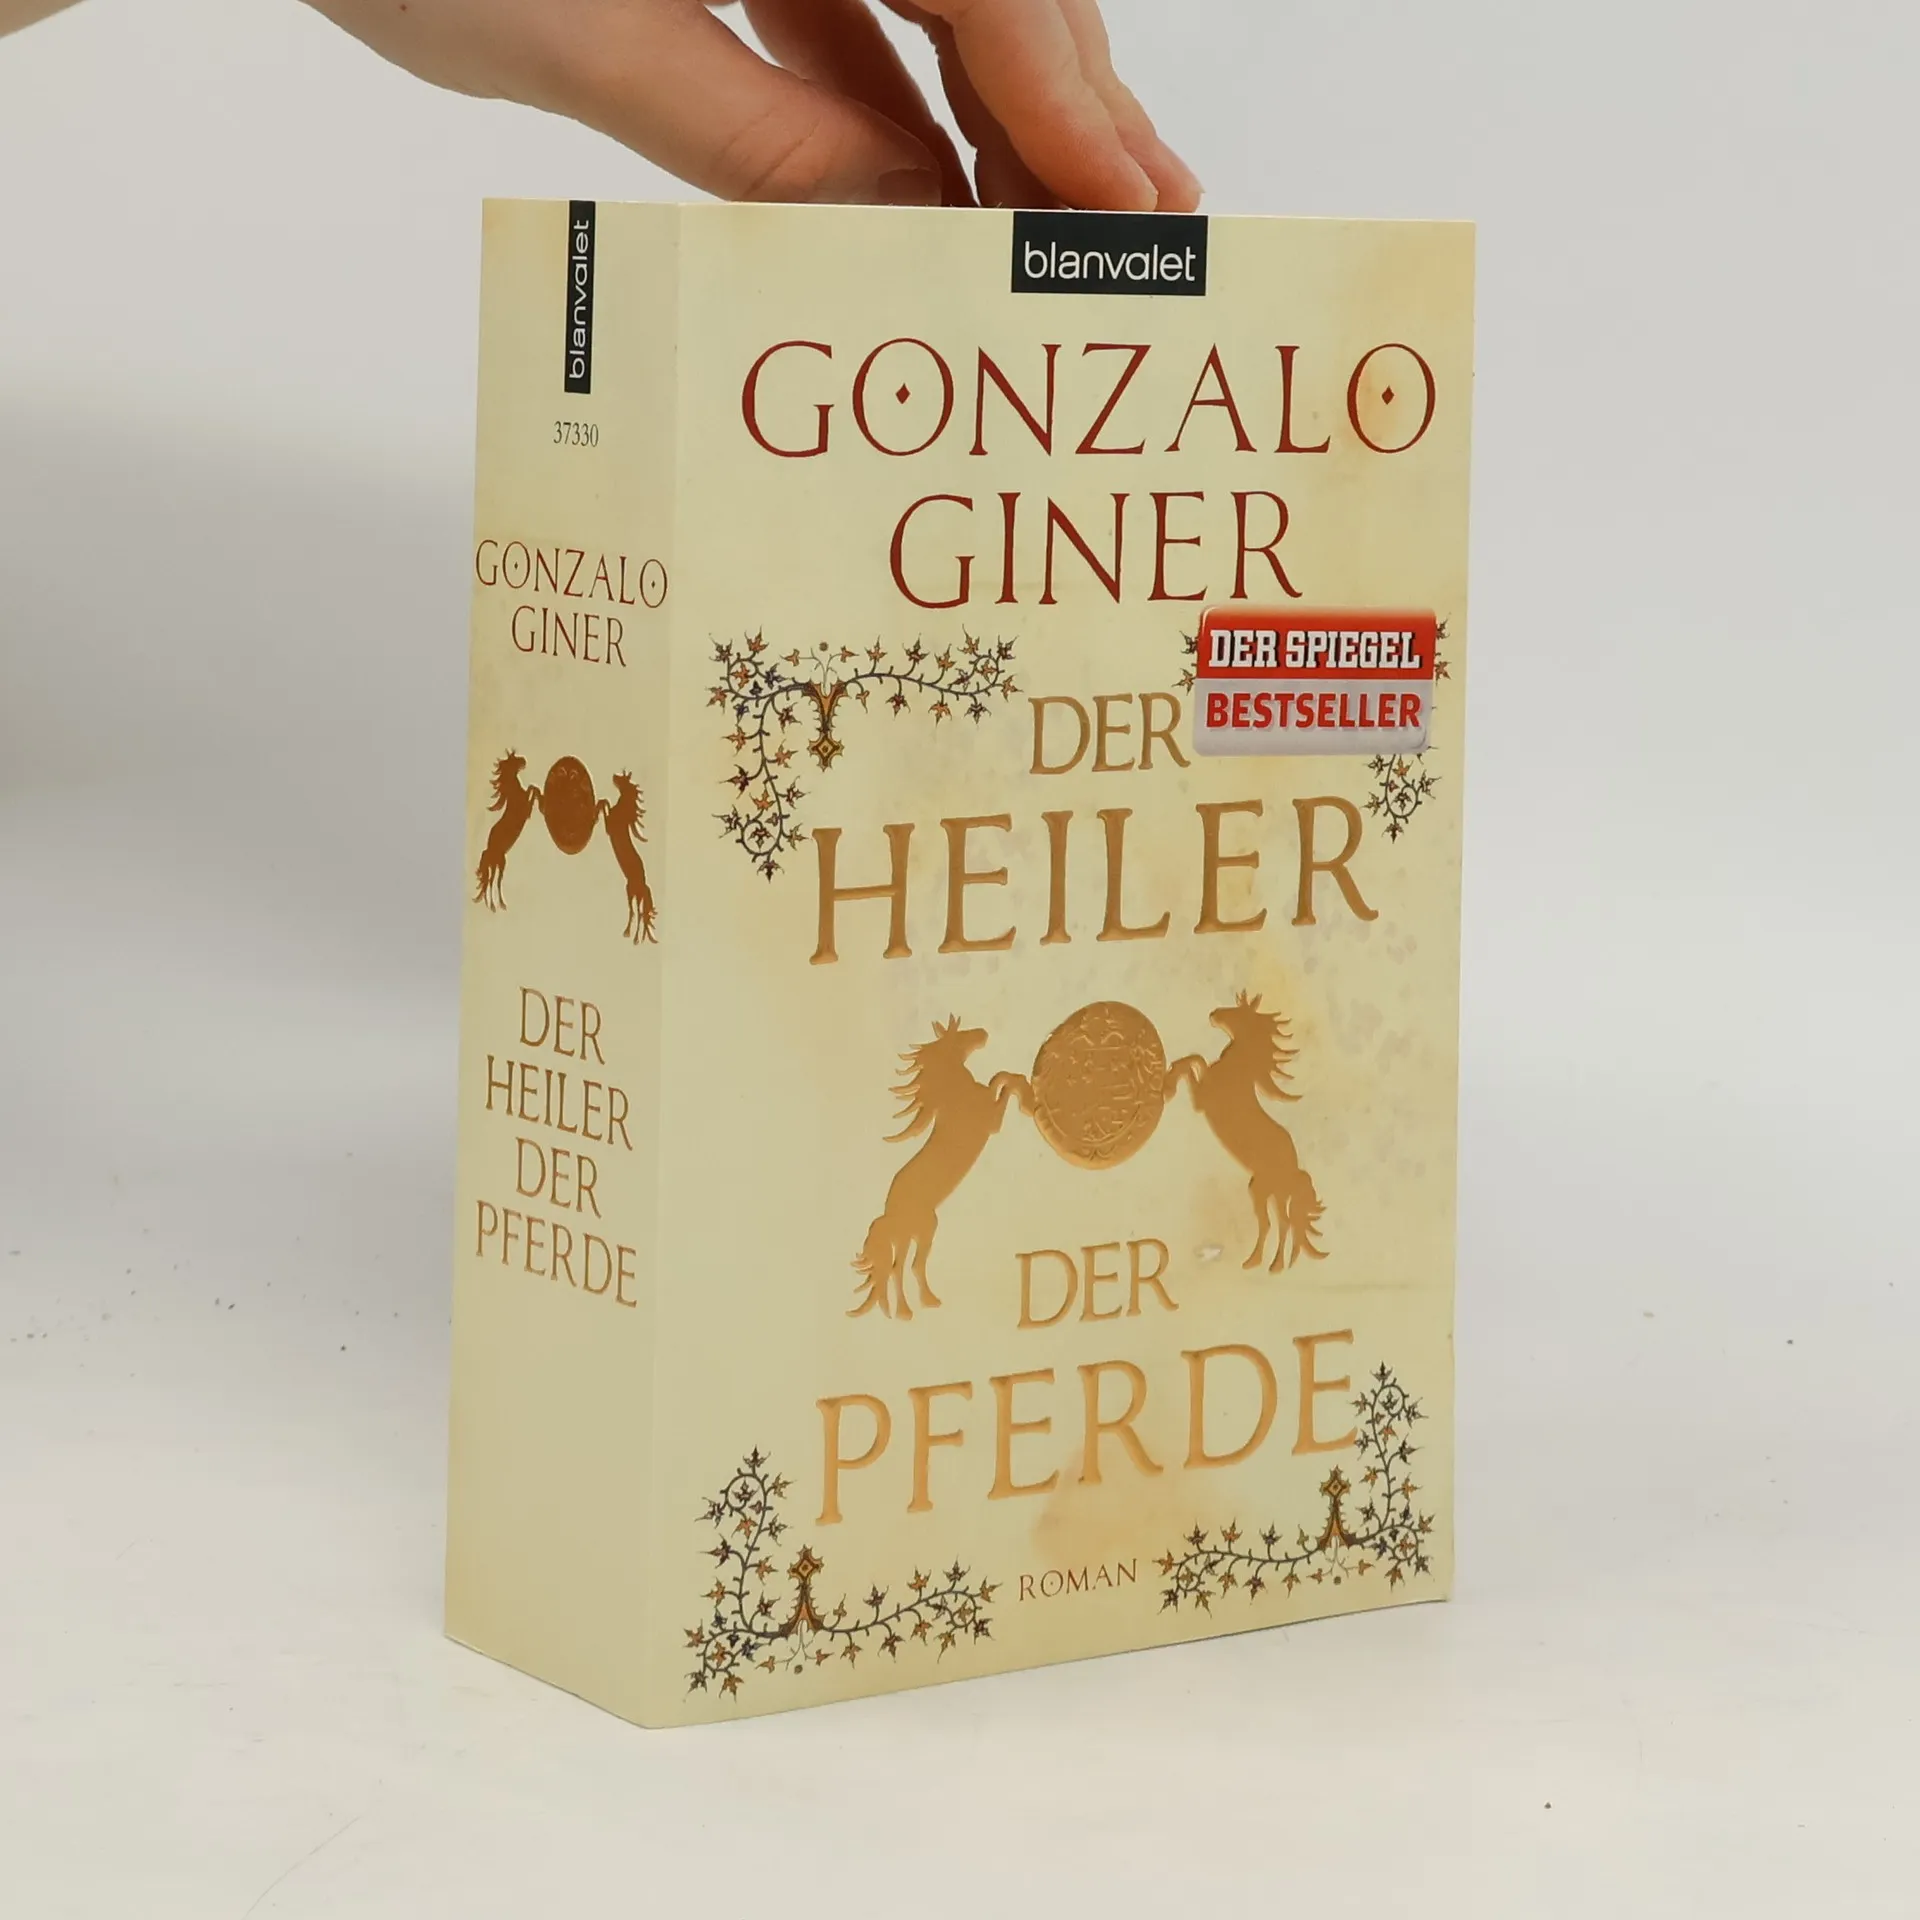 blanvalet
37330
GONZALO
GINER
DER
HEILER
DER
PFERDE
blanvalet
GONZALO
GINER
DER SPIEGEL
BESTSELLER
DER
HEILER
DER
PFERDE
ROMAN